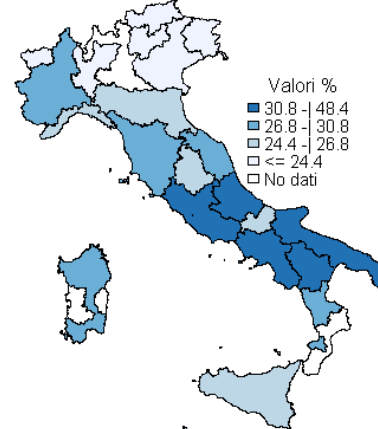 Valori %
30.8 -| 48.4
26.8 -| 30.8
24.4 -| 26.8
<= 24.4
No dati